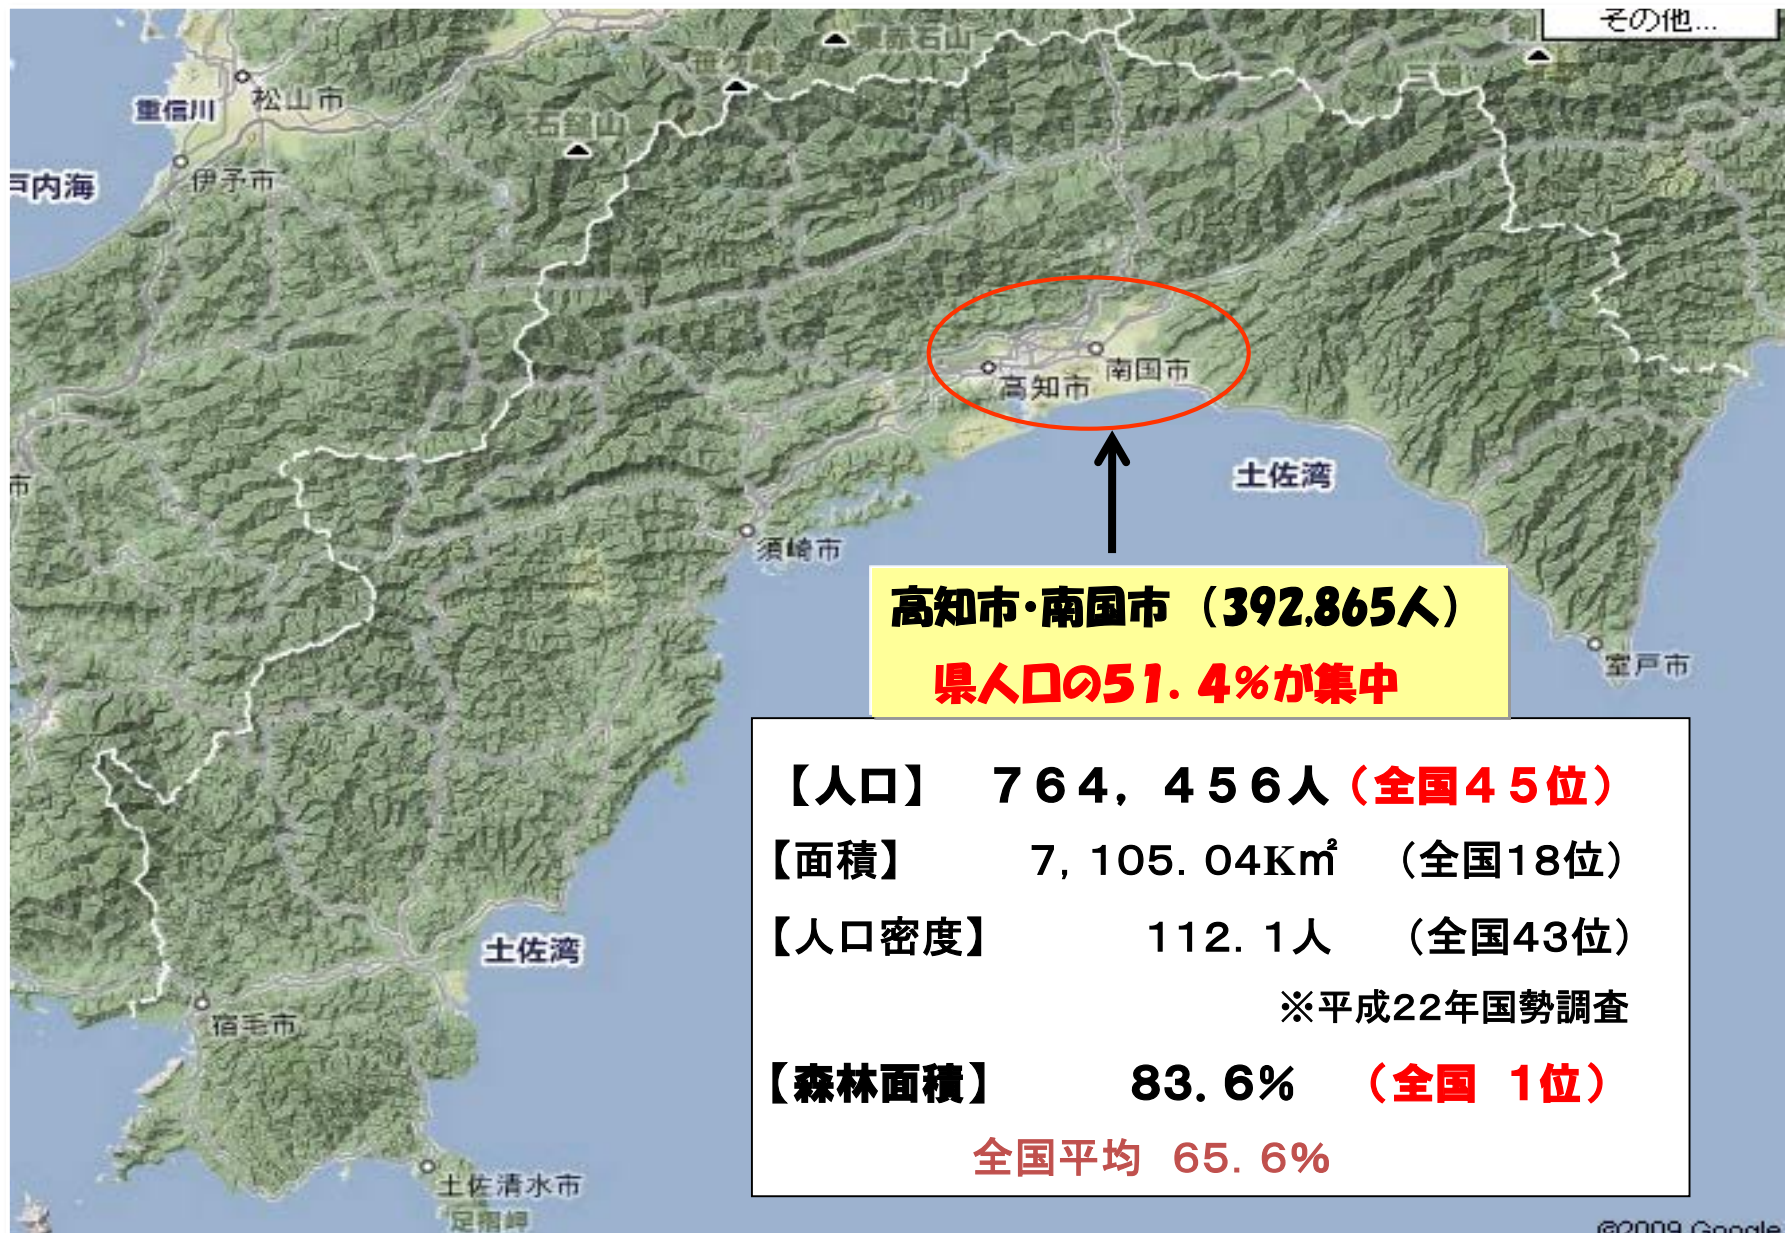 その他...
東赤石山
笹ケ峰
三嶺
松山市
重信川
石鎚山
伊予市
戸内海
南国市
高知市
市
土佐湾
須崎市
高知市・南国市（392,865人）
県人口の51.4%が集中
室戸市
【人口】 764,456人（全国45位）
【面積】 7,105.04K㎡ （全国18位）
【人口密度】 112.1人 （全国43位）
※平成22年国勢調査
【森林面積】 83.6% （全国 1位）
全国平均 65.6%
土佐湾
宿毛市
土佐清水市
足摺岬
©2009 Google